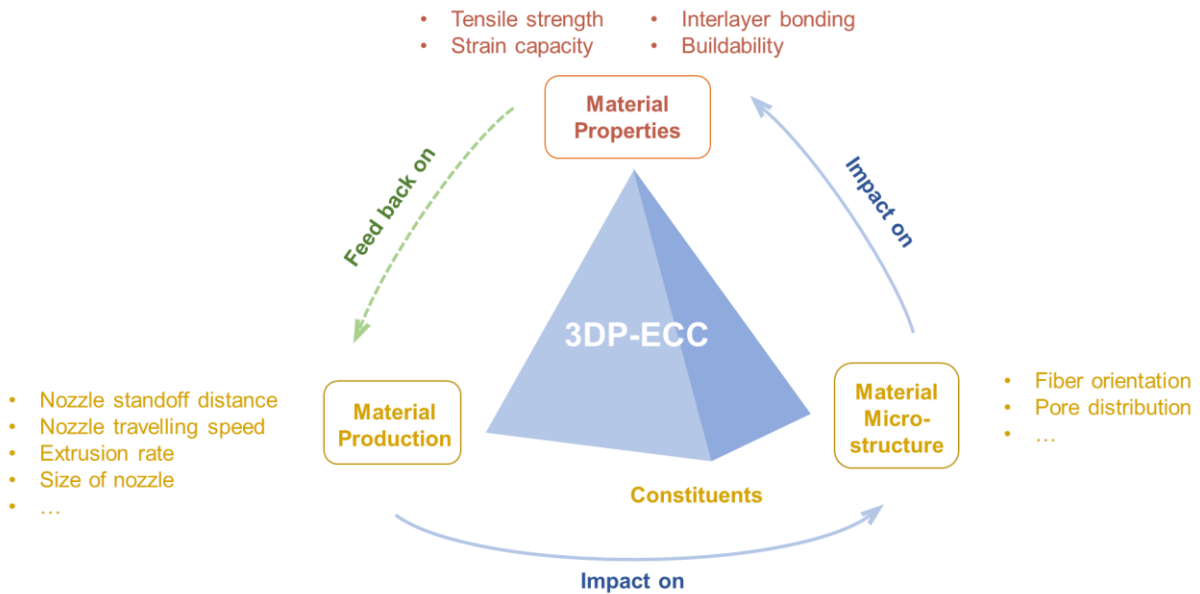 • Tensile strength
• Strain capacity
• Interlayer bonding
• Buildability
Material
Properties
Feed back on
Impact on
3DP-ECC
• Nozzle standoff distance
• Nozzle travelling speed
• Extrusion rate
• Size of nozzle
• …
Material
Production
Material
Micro-
structure
• Fiber orientation
• Pore distribution
• …
Constituents
Impact on